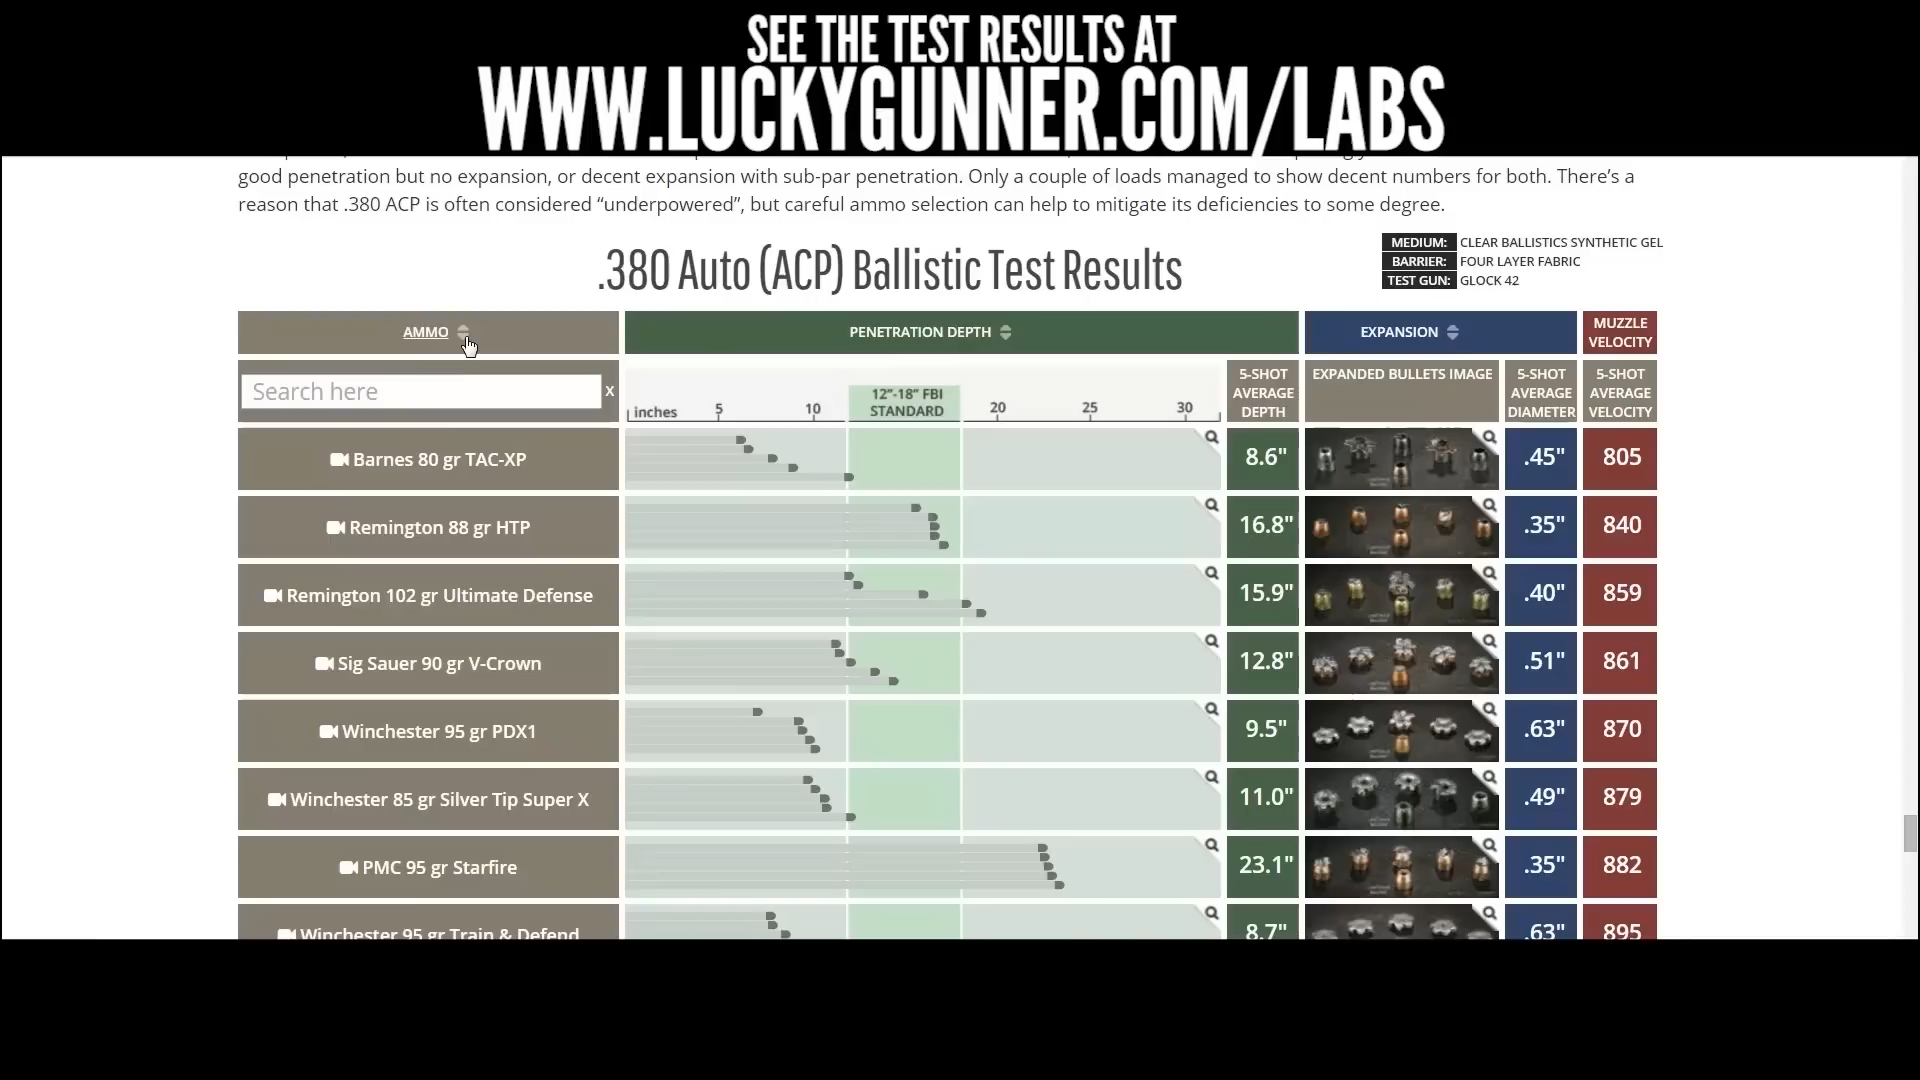 SEE THE TEST RESULTS AT
WWW.LUCKYGUNNER.COM/LABS
good penetration but no expansion, or decent expansion with sub-par penetration. Only a couple of loads managed to show decent numbers for both. There's a
reason that .380 ACP is often considered “underpowered”, but careful ammo selection can help to mitigate its deficiencies to some degree.
.380 Auto (ACP) Ballistic Test Results
MEDIUM: CLEAR BALLISTICS SYNTHETIC GEL
BARRIER: FOUR LAYER FABRIC
TEST GUN: GLOCK 42
AMMO PENETRATION DEPTH EXPANSION MUZZLE VELOCITY
Search here x
inches 5 10 12”-18” FBI STANDARD 20 25 30
5-SHOT AVERAGE DEPTH
EXPANDED BULLETS IMAGE
5-SHOT AVERAGE DIAMETER
5-SHOT AVERAGE VELOCITY
Barnes 80 gr TAC-XP 8.6" .45" 805
Remington 88 gr HTP 16.8" .35" 840
Remington 102 gr Ultimate Defense 15.9" .40" 859
Sig Sauer 90 gr V-Crown 12.8" .51" 861
Winchester 95 gr PDX1 9.5" .63" 870
Winchester 85 gr Silver Tip Super X 11.0" .49" 879
PMC 95 gr Starfire 23.1" .35" 882
Winchester 95 gr Train & Defend 8.7" .63" 895